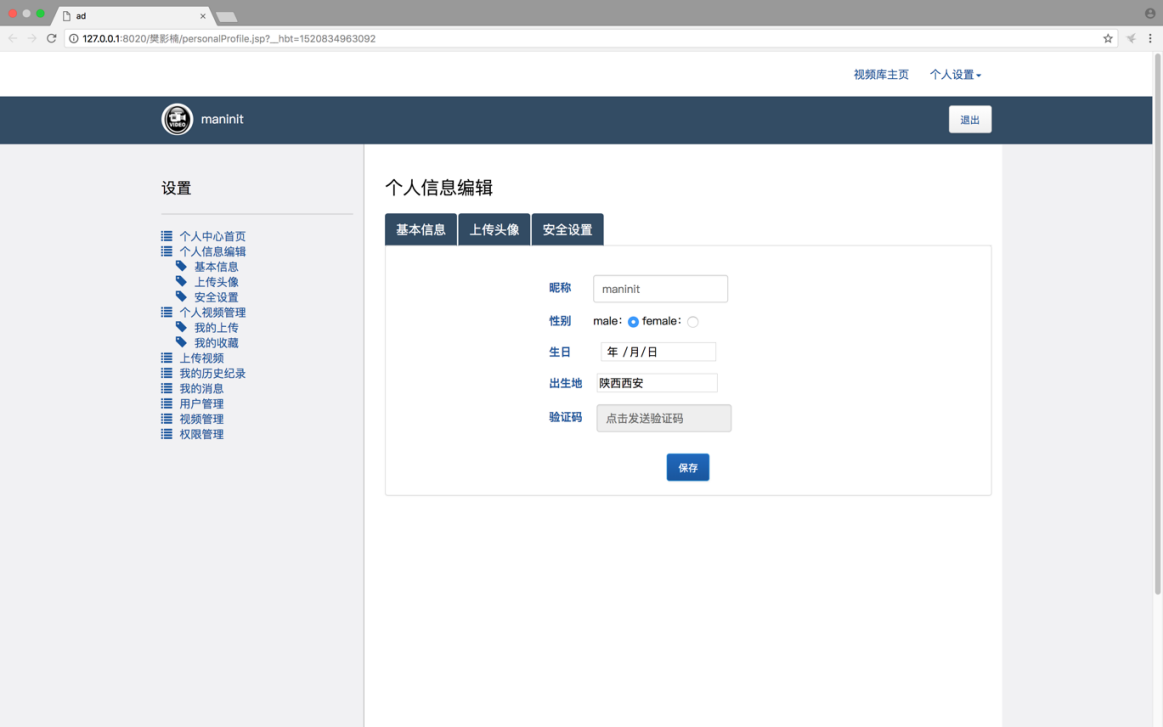 ad
127.0.0.1:8020/樊影楠/personalProfile.jsp?__hbt=1520834963092
视频库主页 个人设置
VIDEO maninit 退出
设置
个人中心首页
个人信息编辑
基本信息
上传头像
安全设置
个人视频管理
我的上传
我的收藏
上传视频
我的历史纪录
我的消息
用户管理
视频管理
权限管理
个人信息编辑
基本信息 上传头像 安全设置
昵称 maninit
性别 male: female:
生日 年 /月/日
出生地 陕西西安
验证码 点击发送验证码
保存